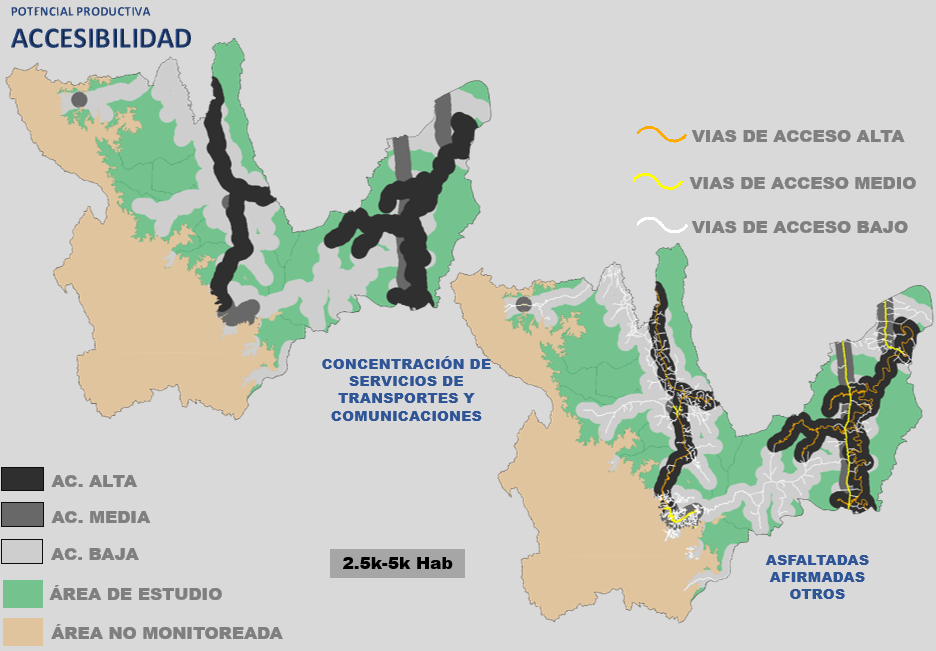 POTENCIAL PRODUCTIVA
ACCESIBILIDAD
VIAS DE ACCESO ALTA
VIAS DE ACCESO MEDIO
VIAS DE ACCESO BAJO
CONCENTRACIÓN DE
SERVICIOS DE
TRANSPORTES Y
COMUNICACIONES
AC. ALTA
AC. MEDIA
AC. BAJA
ÁREA DE ESTUDIO
ÁREA NO MONITOREADA
2.5k-5k Hab
ASFALTADAS
AFIRMADAS
OTROS